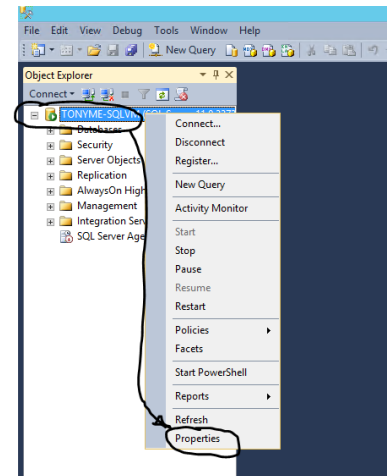 File Edit View Debug Tools Window Help
New Query
Object Explorer
Connect
TONYME-SQLVM
Databases
Security
Server Objects
Replication
AlwaysOn High
Management
Integration Serv
SQL Server Age
Connect...
Disconnect
Register...
New Query
Activity Monitor
Start
Stop
Pause
Resume
Restart
Policies
Facets
Start PowerShell
Reports
Refresh
Properties